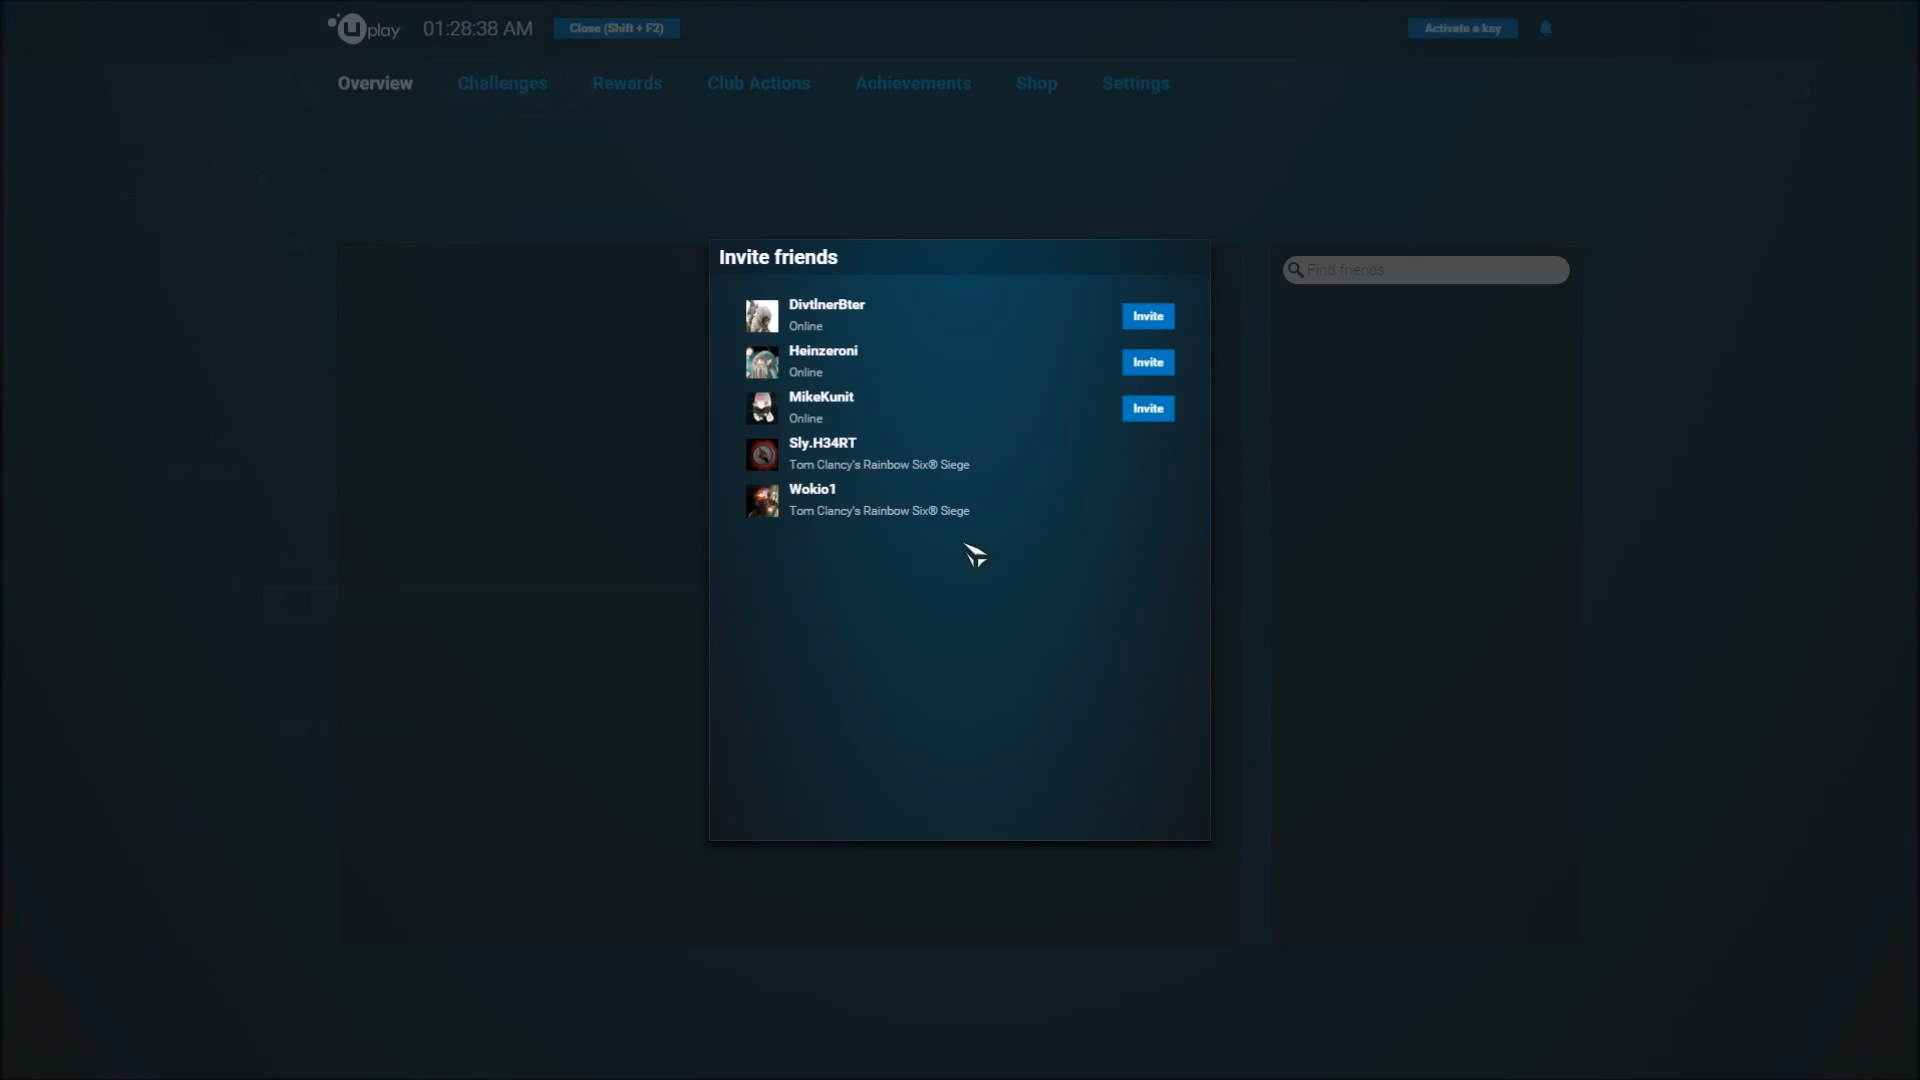 Uplay 01:28:38 AM Close (Shift + F2) Activate a key
Overview Challenges Rewards Club Actions Achievements Shop Settings
Invite friends
Find friends
DivtInerBter
Online
Invite
Heinzeroni
Online
Invite
MikeKunit
Online
Invite
Sly.H34RT
Tom Clancy's Rainbow Six® Siege
Wokio1
Tom Clancy's Rainbow Six® Siege